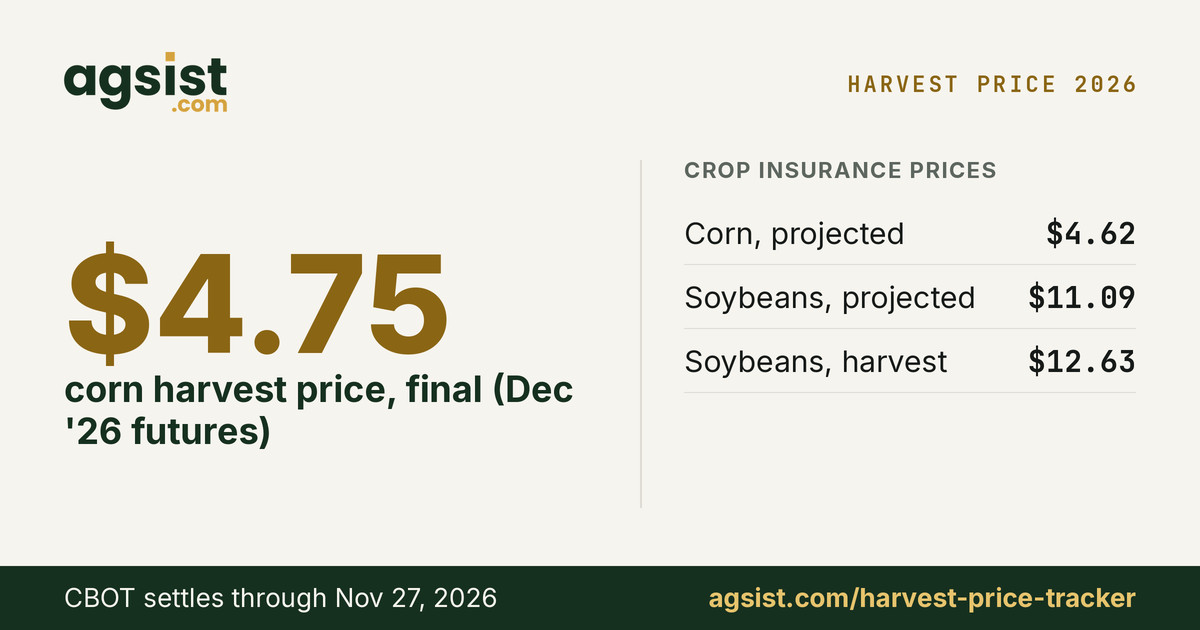 agsist
.com
HARVEST PRICE 2026
$4.75
corn harvest price, final (Dec
'26 futures)
CROP INSURANCE PRICES
Corn, projected $4.62
Soybeans, projected $11.09
Soybeans, harvest $12.63
CBOT settles through Nov 27, 2026
agsist.com/harvest-price-tracker